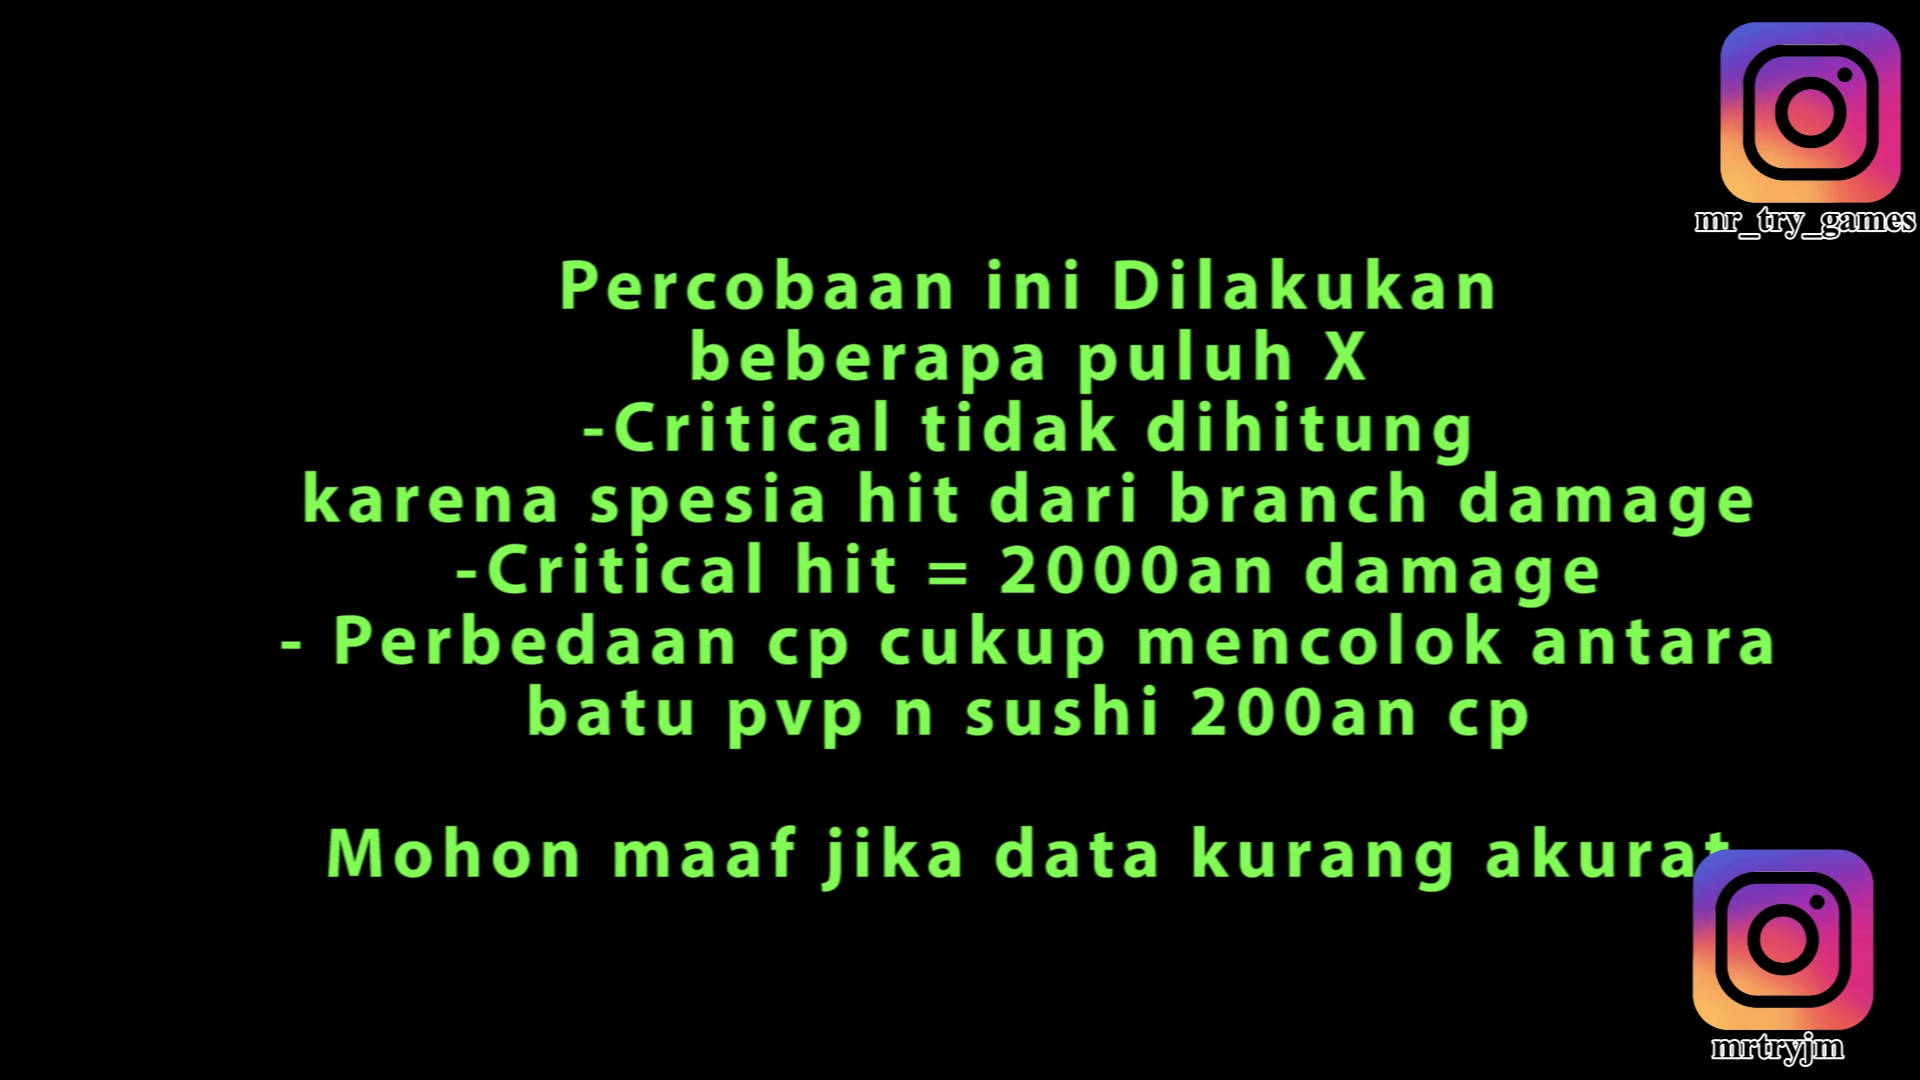 mr_try_games
Percobaan ini Dilakukan
beberapa puluh X
-Critical tidak dihitung
karena spesia hit dari branch damage
-Critical hit = 2000an damage
- Perbedaan cp cukup mencolok antara
batu pvp n sushi 200an cp
Mohon maaf jika data kurang akurat
mrtryjm